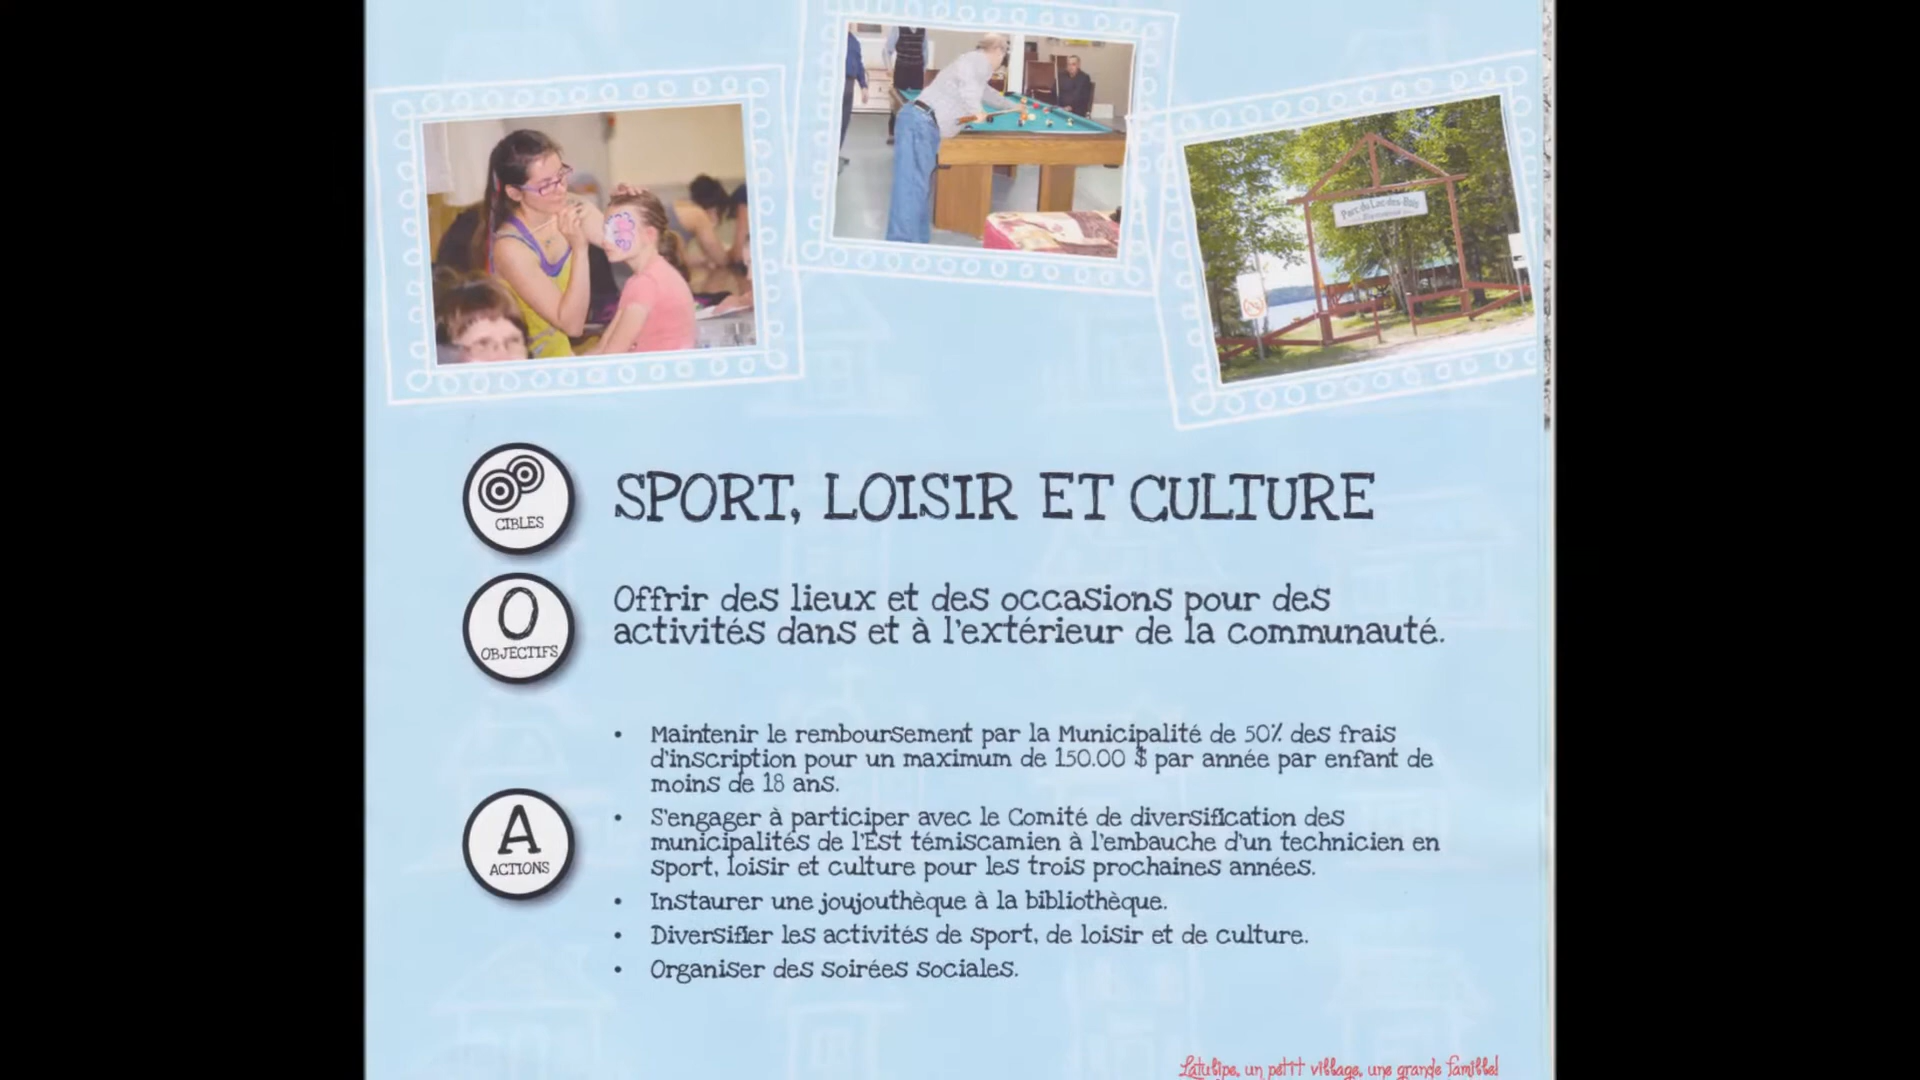 Parc du Lac-des-Bois
CIBLES
SPORT, LOISIR ET CULTURE
O
OBJECTIFS
Offrir des lieux et des occasions pour des
activités dans et à l'extérieur de la communauté.
A
ACTIONS
• Maintenir le remboursement par la Municipalité de 50% des frais
d'inscription pour un maximum de 150.00 $ par année par enfant de
moins de 18 ans.
• S'engager à participer avec le Comité de diversification des
municipalités de l'Est témiscamien à l'embauche d'un technicien en
sport, loisir et culture pour les trois prochaines années.
• Instaurer une joujouthèque à la bibliothèque.
• Diversifier les activités de sport, de loisir et de culture.
• Organiser des soirées sociales.
Latulipe, un petit village, une grande famille!